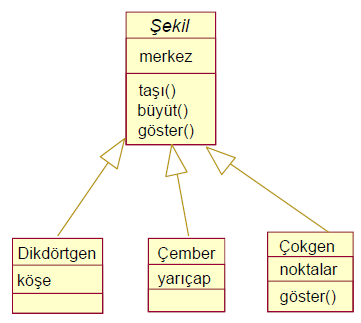 Şekil
merkez
taşı()
büyüt()
göster()
Dikdörtgen
köşe
Çember
yarıçap
Çokgen
noktalar
göster()